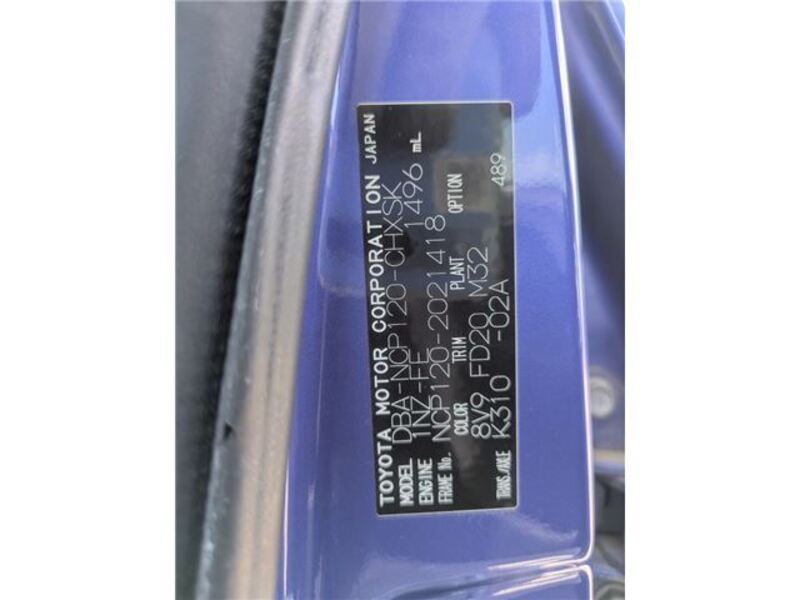 TOYOTA MOTOR CORPORATION JAPAN
MODEL DBA-NCP120-CHXSK
ENGINE 1NZ-FE 1496 mL
FRAME No. NCP120-2021418
COLOR TRIM PLANT OPTION
8V9 FD20 M32 489
TRANS./AXLE K310 -02A